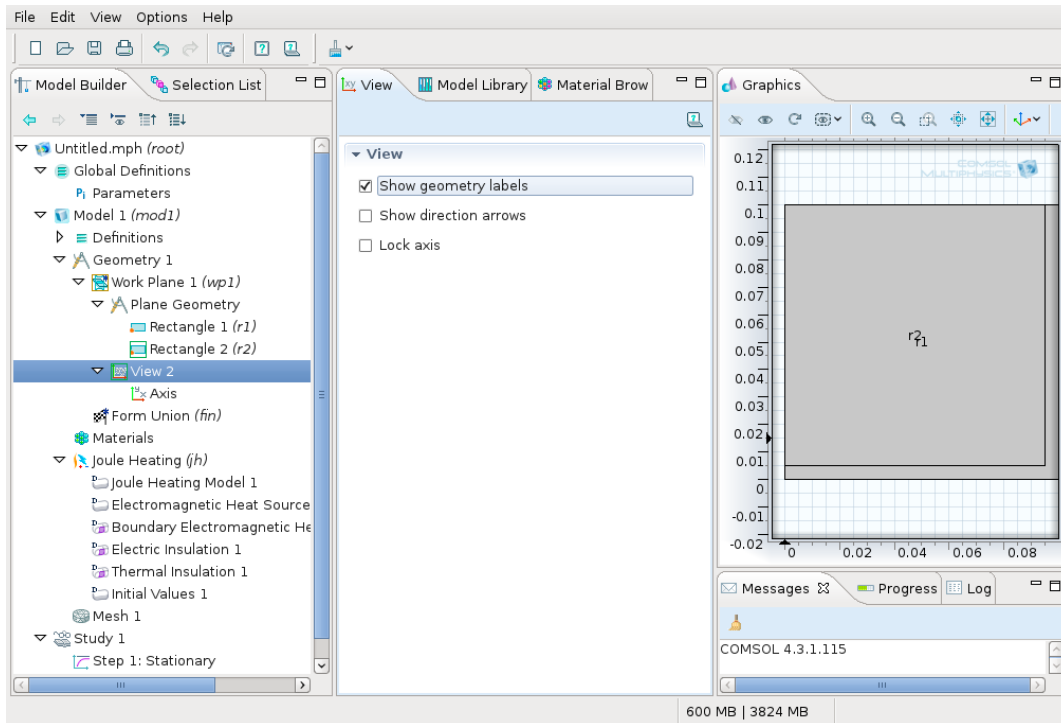 File Edit View Options Help
Model Builder Selection List
Untitled.mph (root)
Global Definitions
Pi Parameters
Model 1 (mod1)
Definitions
Geometry 1
Work Plane 1 (wp1)
Plane Geometry
Rectangle 1 (r1)
Rectangle 2 (r2)
View 2
Axis
Form Union (fin)
Materials
Joule Heating (jh)
Joule Heating Model 1
Electromagnetic Heat Source
Boundary Electromagnetic He
Electric Insulation 1
Thermal Insulation 1
Initial Values 1
Mesh 1
Study 1
Step 1: Stationary
View Model Library Material Brow
View
Show geometry labels
Show direction arrows
Lock axis
Graphics
COMSOL
MULTIPHYSICS
0.12
0.11
0.1
0.09
0.08
0.07
0.06
0.05
0.04
0.03
0.02
0.01
0
-0.01
-0.02
r2
r1
0 0.02 0.04 0.06 0.08
Messages Progress Log
COMSOL 4.3.1.115
600 MB | 3824 MB